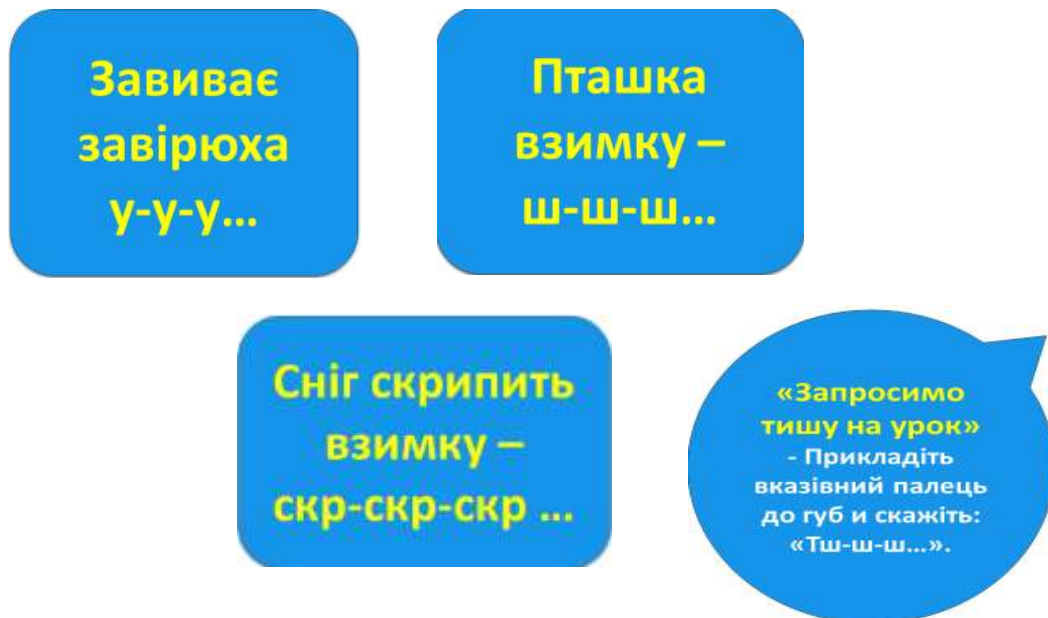 Завиває
завірюха
у-у-у...
Пташка
взимку –
ш-ш-ш...
Сніг скрипить
взимку –
скр-скр-скр ...
«Запросимо
тишу на урок»
- Прикладіть
вказівний палець
до губ и скажіть:
«Тш-ш-ш...».